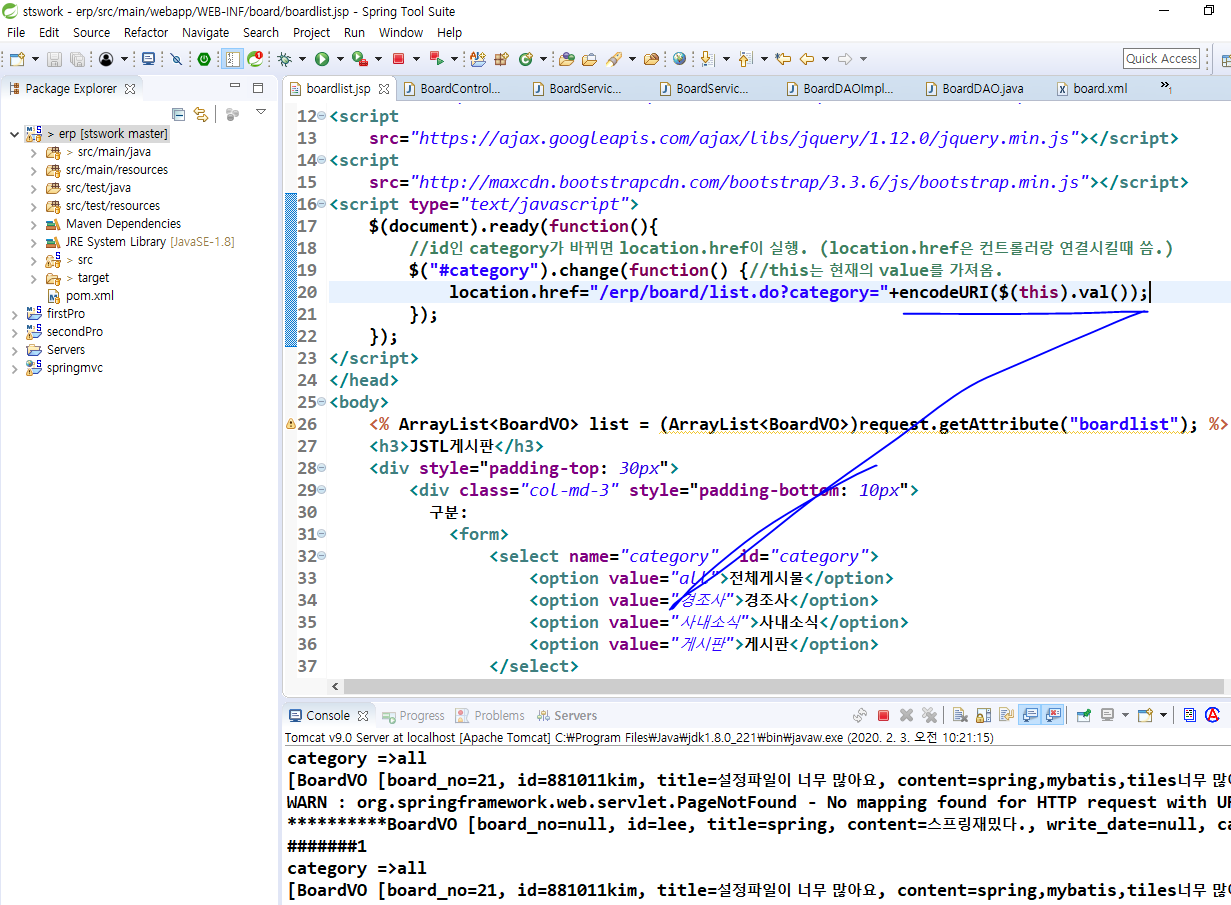 stswork - erp/src/main/webapp/WEB-INF/board/boardlist.jsp - Spring Tool Suite
File Edit Source Refactor Navigate Search Project Run Window Help
Quick Access
Package Explorer
boardlist.jsp BoardControl... BoardServic... BoardServic... BoardDAOImpl... BoardDAO.java board.xml »1
> erp [stswork master]
> src/main/java
src/main/resources
src/test/java
src/test/resources
Maven Dependencies
JRE System Library [JavaSE-1.8]
> src
> target
pom.xml
firstPro
secondPro
Servers
springmvc
12 <script
13 src="https://ajax.googleapis.com/ajax/libs/jquery/1.12.0/jquery.min.js"></script>
14 <script
15 src="http://maxcdn.bootstrapcdn.com/bootstrap/3.3.6/js/bootstrap.min.js"></script>
16 <script type="text/javascript">
17 $(document).ready(function(){
18 //id인 category가 바뀌면 location.href이 실행. (location.href은 컨트롤러랑 연결시킬때 씀.)
19 $("#category").change(function() {//this는 현재의 value를 가져옴.
20 location.href="/erp/board/list.do?category="+encodeURI($(this).val());
21 });
22 });
23 </script>
24 </head>
25 <body>
26 <% ArrayList<BoardVO> list = (ArrayList<BoardVO>)request.getAttribute("boardlist"); %>
27 <h3>JSTL게시판</h3>
28 <div style="padding-top: 30px">
29 <div class="col-md-3" style="padding-bottom: 10px">
30 구분:
31 <form>
32 <select name="category" id="category">
33 <option value="all">전체게시물</option>
34 <option value="경조사">경조사</option>
35 <option value="사내소식">사내소식</option>
36 <option value="게시판">게시판</option>
37 </select>
Console Progress Problems Servers
Tomcat v9.0 Server at localhost [Apache Tomcat] C:₩Program Files₩Java₩jdk1.8.0_221₩bin₩javaw.exe (2020. 2. 3. 오전 10:21:15)
category =>all
[BoardVO [board_no=21, id=881011kim, title=설정파일이 너무 많아요, content=spring,mybatis,tiles너무 많
WARN : org.springframework.web.servlet.PageNotFound - No mapping found for HTTP request with UR
**********BoardVO [board_no=null, id=lee, title=spring, content=스프링재밌다., write_date=null, ca
#######1
category =>all
[BoardVO [board_no=21, id=881011kim, title=설정파일이 너무 많아요, content=spring,mybatis,tiles너무 많